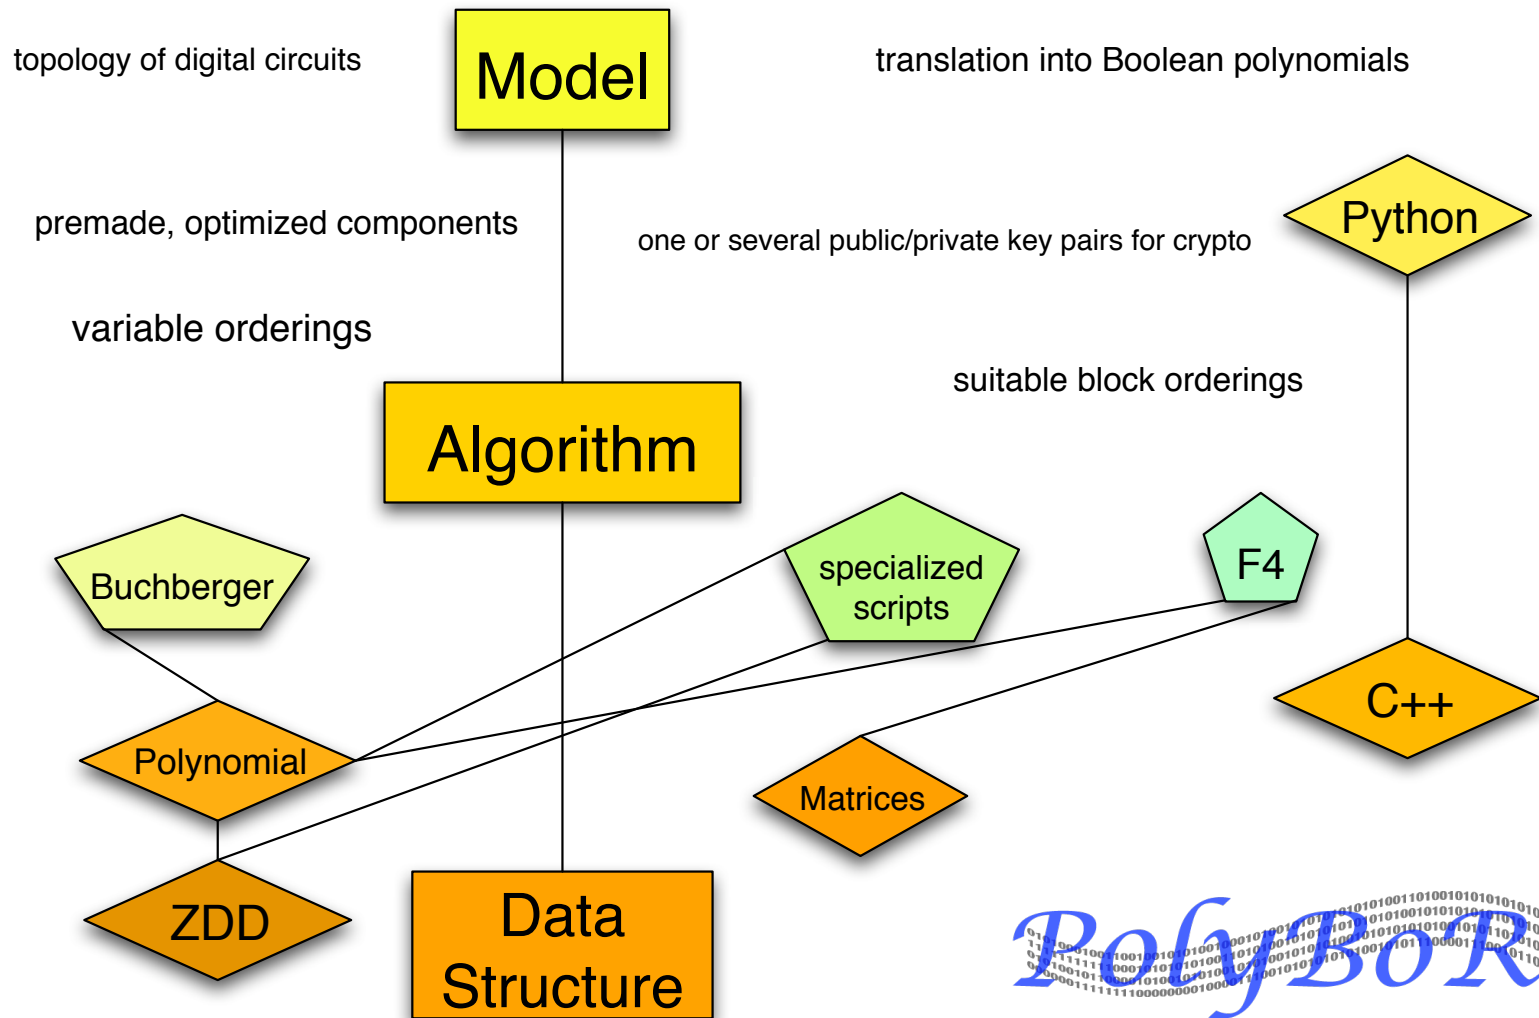 topology of digital circuits
Model
translation into Boolean polynomials
premade, optimized components
one or several public/private key pairs for crypto
Python
variable orderings
suitable block orderings
Algorithm
Buchberger
specialized
scripts
F4
C++
Polynomial
Matrices
ZDD
Data
Structure
PolyBoR